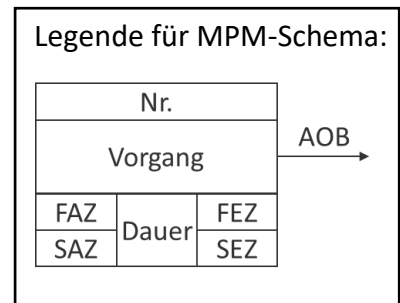 Legende für MPM-Schema:
Nr.
Vorgang
AOB
FAZ
Dauer
FEZ
SAZ
SEZ